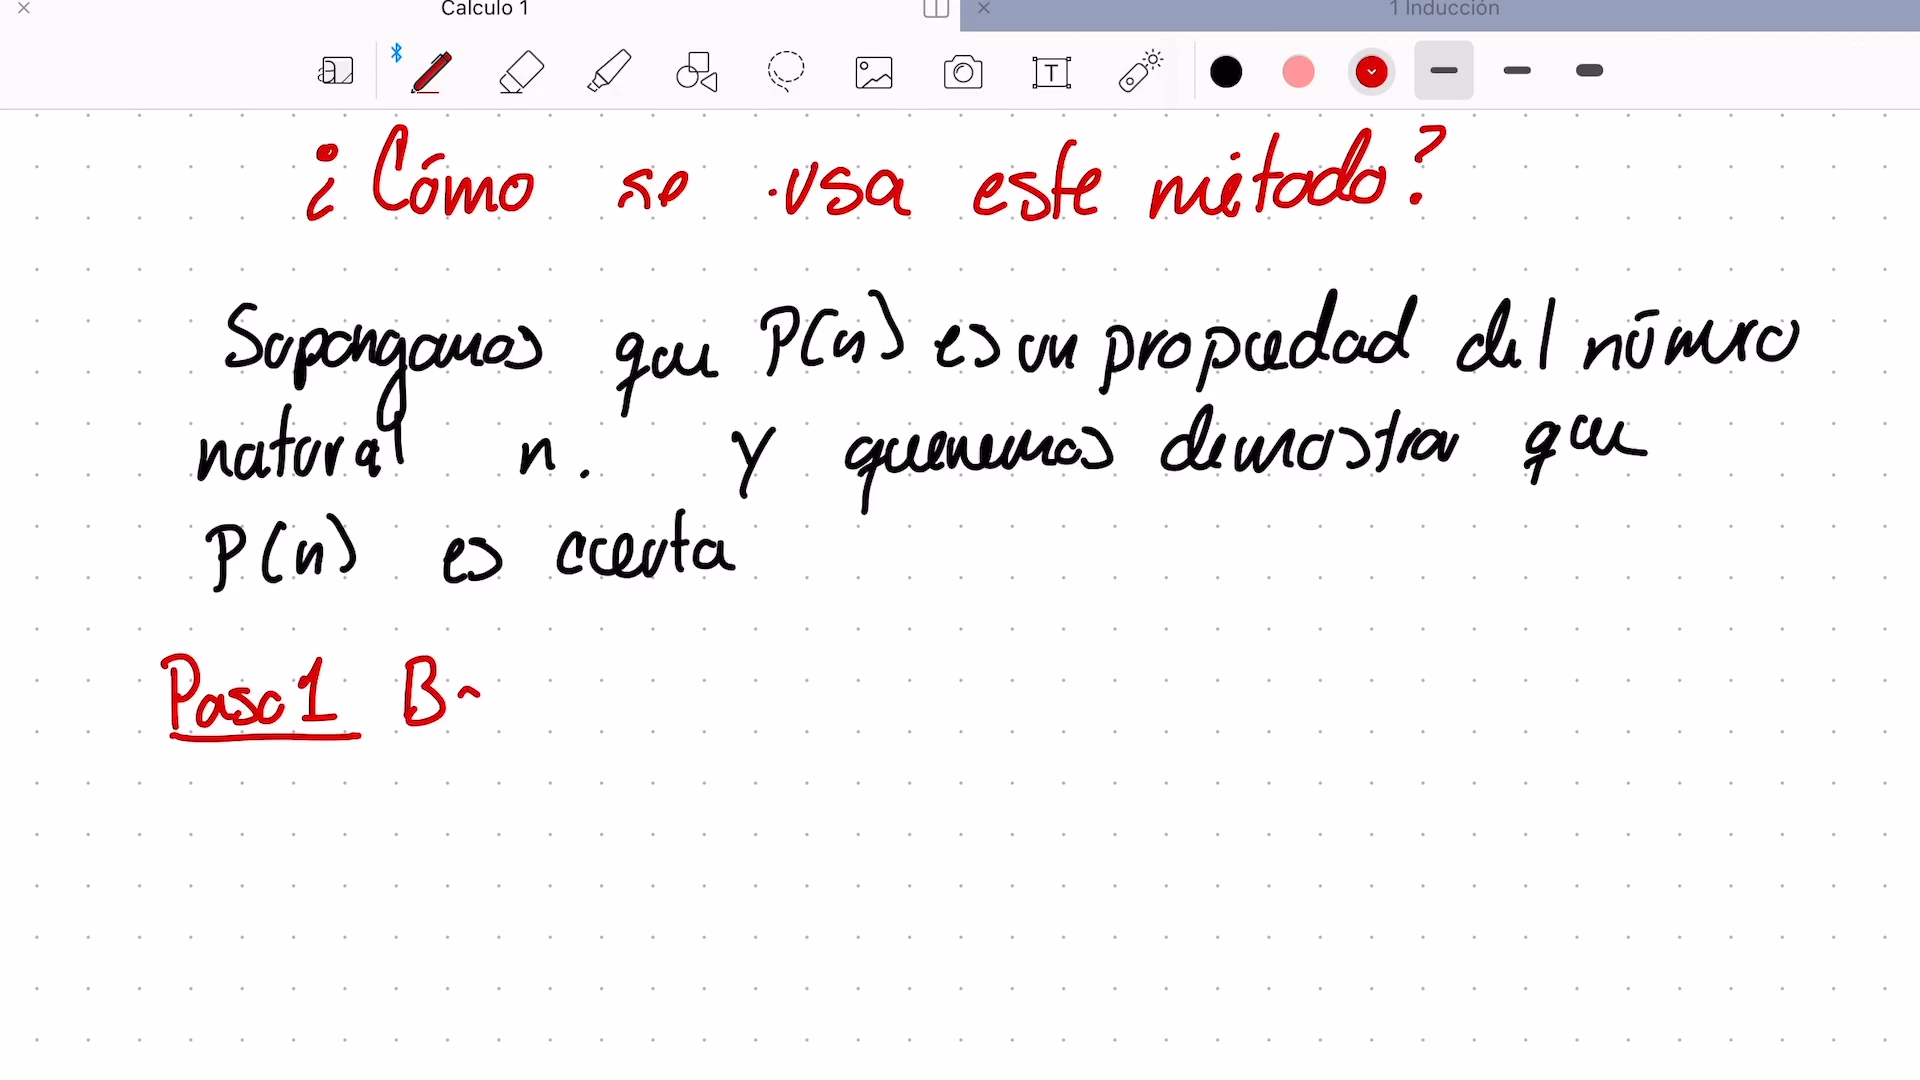 Calculo 1
1 Inducción
¿Cómo se usa este método?
Supongamos que P(n) es un propiedad del número
natural n. y queremos demostrar que
P(n) es cierta
Paso 1 B